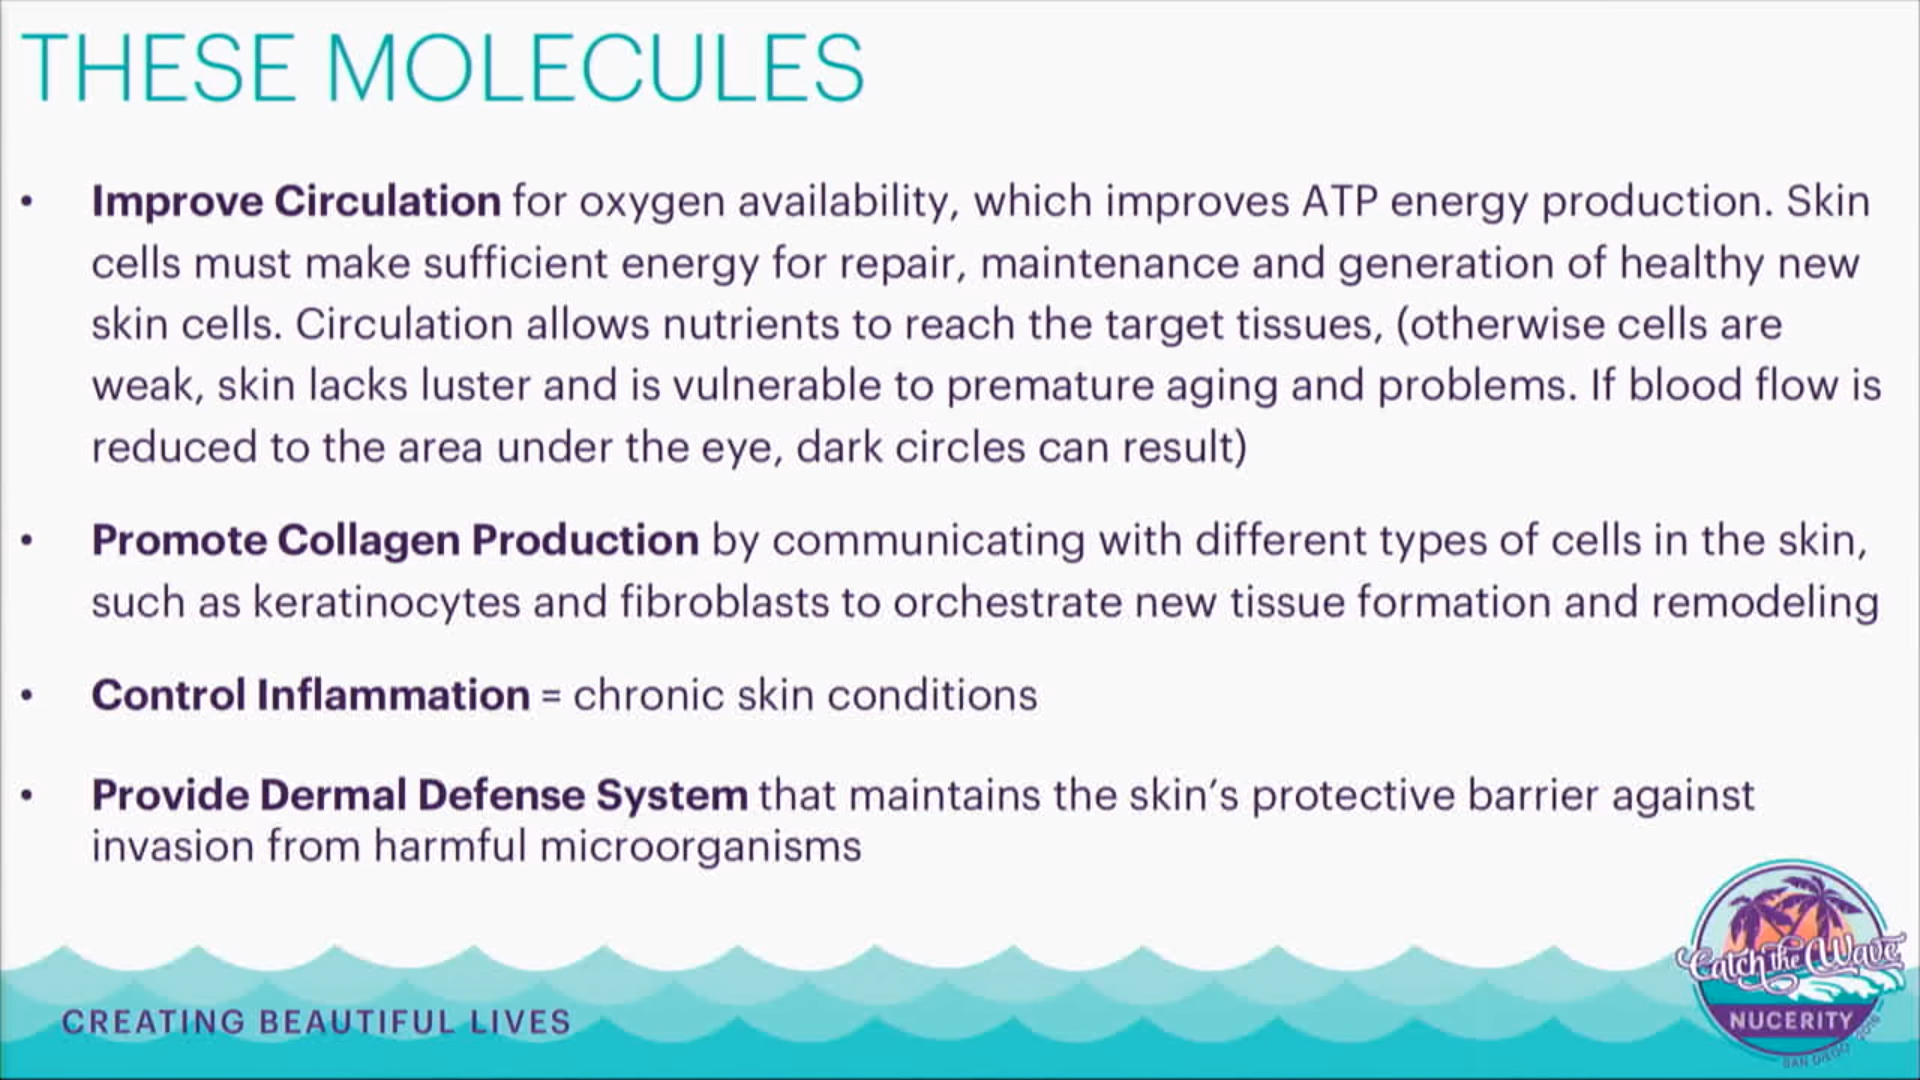 THESE MOLECULES
• Improve Circulation for oxygen availability, which improves ATP energy production. Skin
cells must make sufficient energy for repair, maintenance and generation of healthy new
skin cells. Circulation allows nutrients to reach the target tissues, (otherwise cells are
weak, skin lacks luster and is vulnerable to premature aging and problems. If blood flow is
reduced to the area under the eye, dark circles can result)
• Promote Collagen Production by communicating with different types of cells in the skin,
such as keratinocytes and fibroblasts to orchestrate new tissue formation and remodeling
• Control Inflammation = chronic skin conditions
• Provide Dermal Defense System that maintains the skin’s protective barrier against
invasion from harmful microorganisms
CREATING BEAUTIFUL LIVES
Catch the Wave
NUCERITY
SAN DIEGO